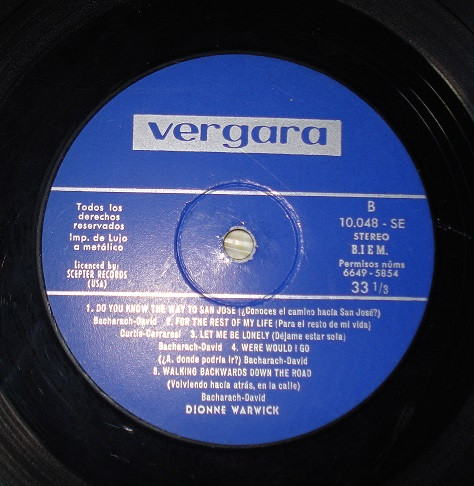 vergara
Todos los
derechos
reservados
Imp. de Lujo
a metálico
Licenced by:
SCEPTER RECORDS
(USA)
B
10.048 - SE
STEREO
B.I.E.M.
Permisos núms
6649 - 5854
33 1/3
1. DO YOU KNOW THE WAY TO SAN JOSE (¿Conoces el camino hacia San José?)
Bacharach-David 2. FOR THE REST OF MY LIFE (Para el resto de mi vida)
Curtis-Carraresi 3. LET ME BE LONELY (Déjame estar sola)
Bacharach-David 4. WERE WOULD I GO
(¿A. donde podría ir?) Bacharach-David
5. WALKING BACKWARDS DOWN THE ROAD
(Volviendo hacia atrás, en la calle)
Bacharach-David
DIONNE WARWICK